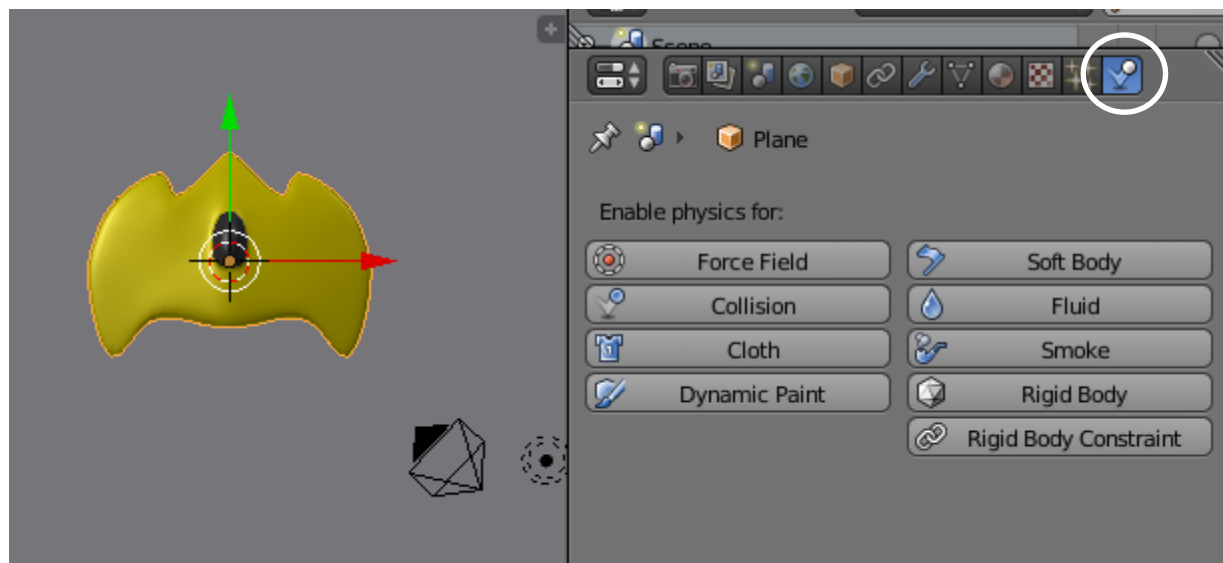 Scene
Plane
Enable physics for:
Force Field
Soft Body
Collision
Fluid
Cloth
Smoke
Dynamic Paint
Rigid Body
Rigid Body Constraint